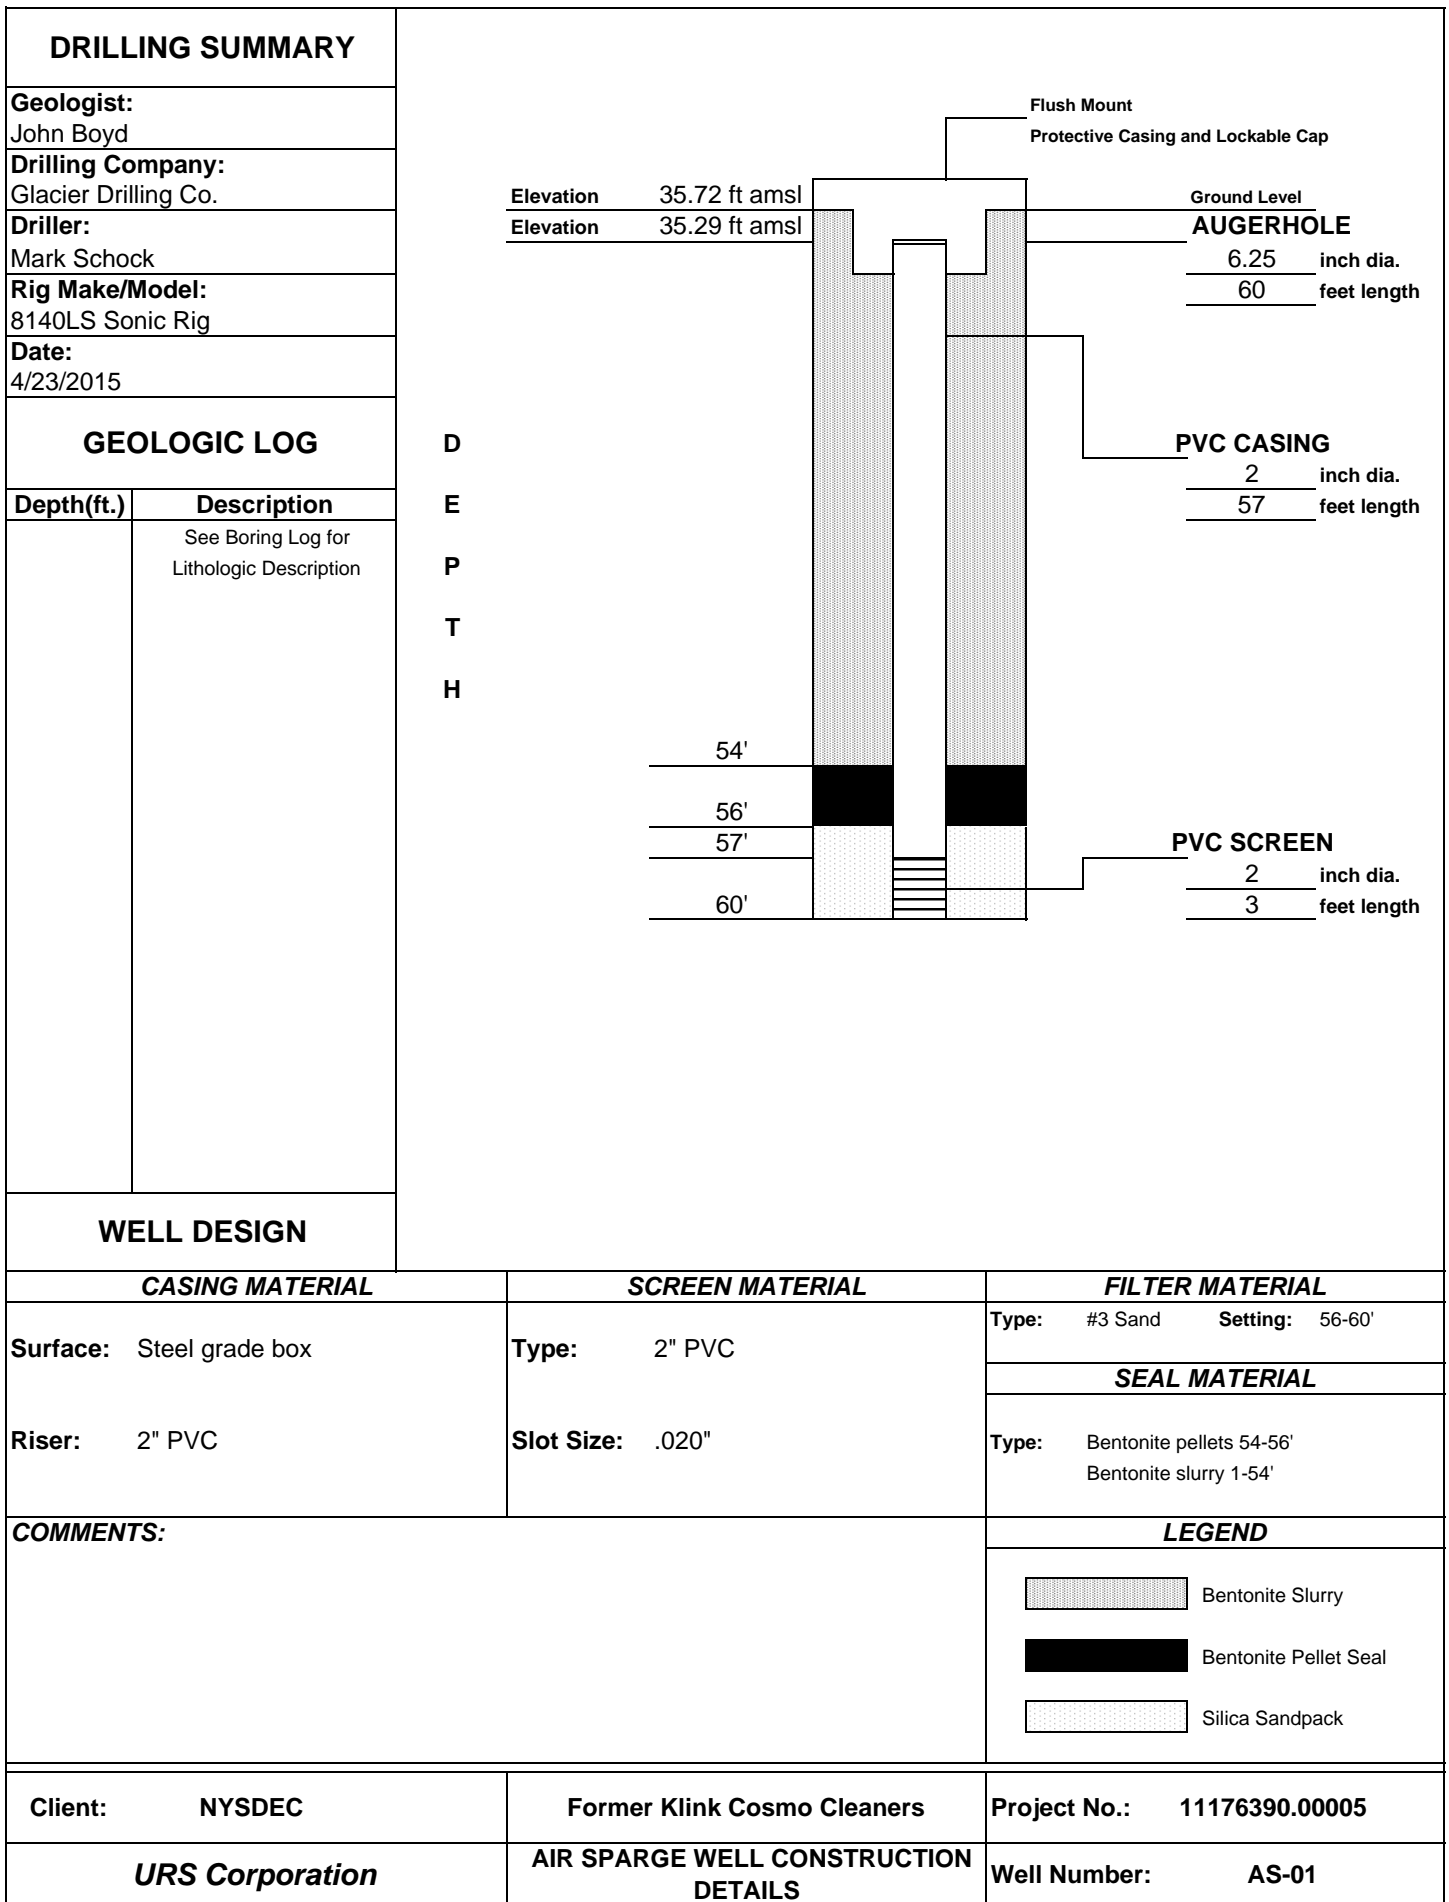 DRILLING SUMMARY
Geologist:
John Boyd
Drilling Company:
Glacier Drilling Co.
Driller:
Mark Schock
Rig Make/Model:
8140LS Sonic Rig
Date:
4/23/2015
Flush Mount
Protective Casing and Lockable Cap
Elevation 35.72 ft amsl
Elevation 35.29 ft amsl
Ground Level
AUGERHOLE
6.25 inch dia.
60 feet length
GEOLOGIC LOG
Depth(ft.) Description
See Boring Log for
Lithologic Description
D
E
P
T
H
PVC CASING
2 inch dia.
57 feet length
54'
56'
57'
60'
PVC SCREEN
2 inch dia.
3 feet length
WELL DESIGN
CASING MATERIAL
Surface: Steel grade box
Riser: 2" PVC
SCREEN MATERIAL
Type: 2" PVC
Slot Size: .020"
FILTER MATERIAL
Type: #3 Sand Setting: 56-60'
SEAL MATERIAL
Type: Bentonite pellets 54-56'
Bentonite slurry 1-54'
COMMENTS:
LEGEND
Bentonite Slurry
Bentonite Pellet Seal
Silica Sandpack
Client: NYSDEC
Former Klink Cosmo Cleaners
Project No.: 11176390.00005
URS Corporation
AIR SPARGE WELL CONSTRUCTION
DETAILS
Well Number: AS-01